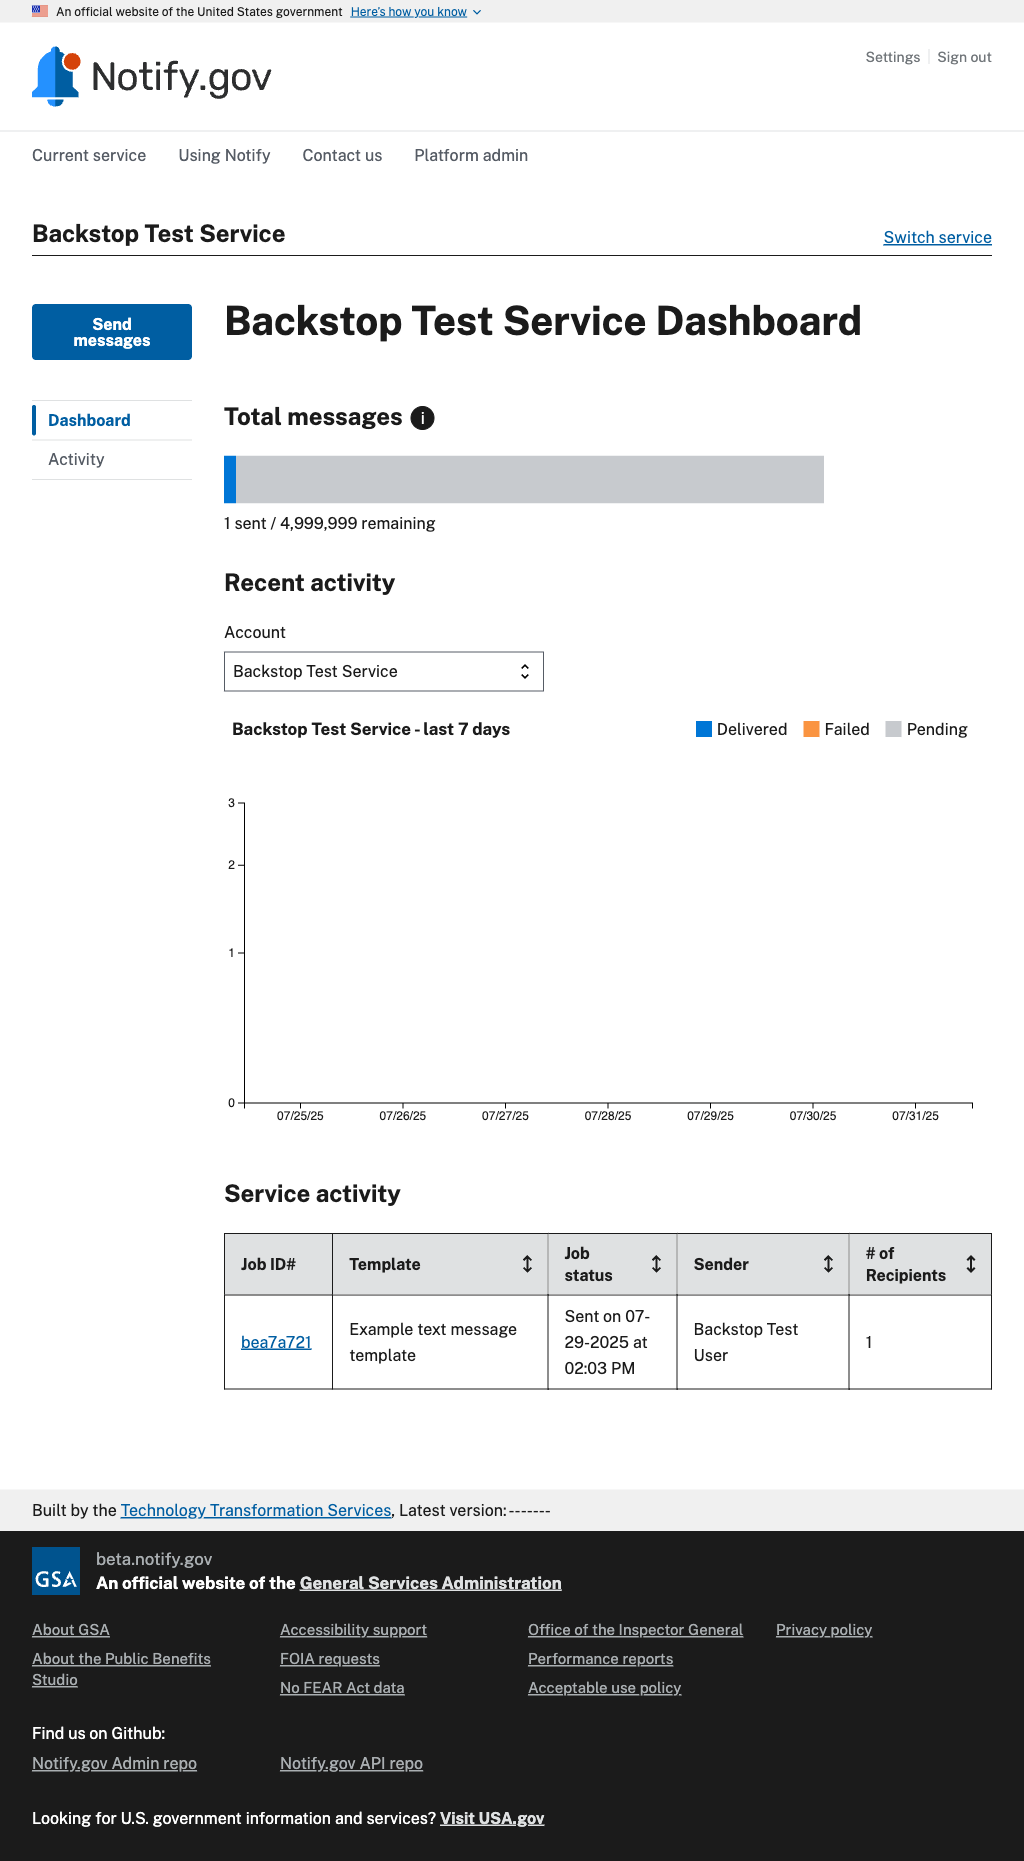 An official website of the United States government Here's how you know
Notify.gov
Settings Sign out
Current service Using Notify Contact us Platform admin
Backstop Test Service
Switch service
Send
messages
Dashboard
Activity
Backstop Test Service Dashboard
Total messages i
1 sent / 4,999,999 remaining
Recent activity
Account
Backstop Test Service
Backstop Test Service - last 7 days
Delivered Failed Pending
3
2
1
0
07/25/25 07/26/25 07/27/25 07/28/25 07/29/25 07/30/25 07/31/25
Service activity
Job ID# Template Job status Sender # of Recipients
bea7a721 Example text message template Sent on 07-29-2025 at 02:03 PM Backstop Test User 1
Built by the Technology Transformation Services, Latest version: -------
GSA
beta.notify.gov
An official website of the General Services Administration
About GSA
About the Public Benefits
Studio
Accessibility support
FOIA requests
No FEAR Act data
Office of the Inspector General
Performance reports
Acceptable use policy
Privacy policy
Find us on Github:
Notify.gov Admin repo Notify.gov API repo
Looking for U.S. government information and services? Visit USA.gov